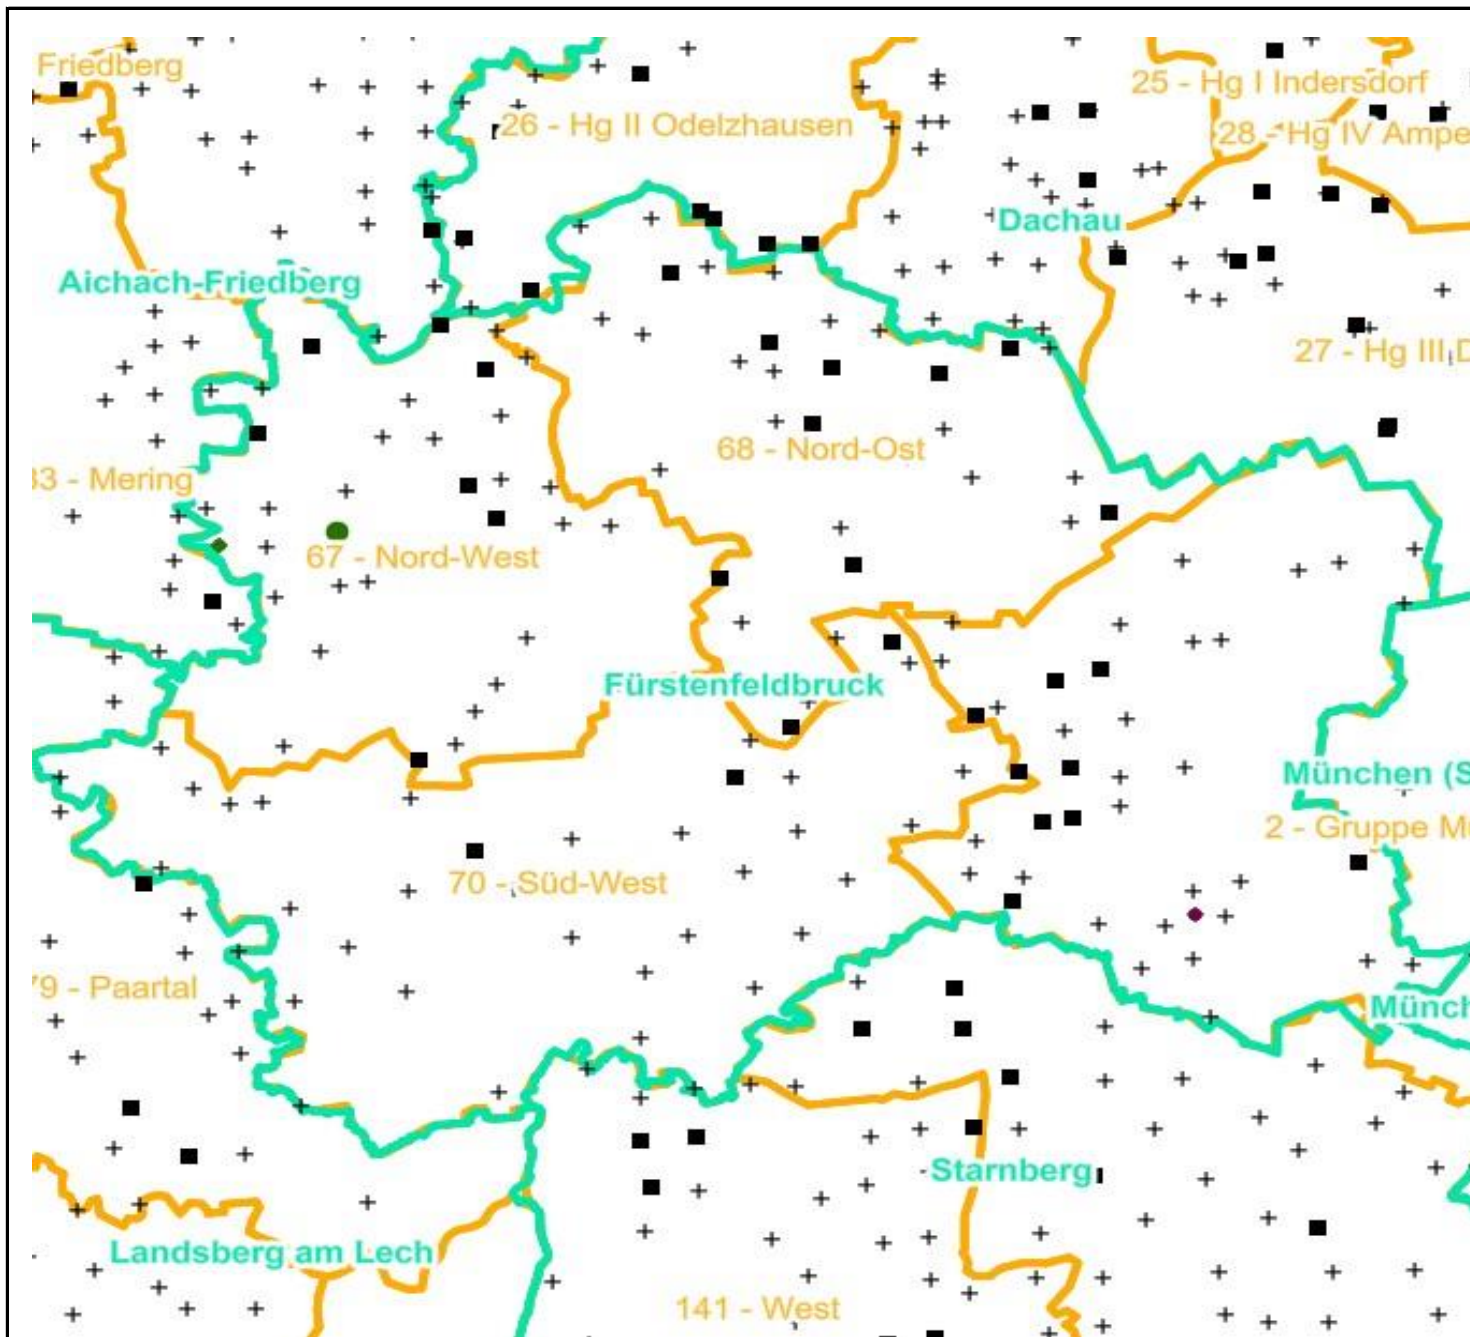 Friedberg
25 - Hg I Indersdorf
26 - Hg II Odelzhausen
28 - Hg IV Ampe
Dachau
Aichach-Friedberg
27 - Hg III D
68 - Nord-Ost
33 - Mering
67 - Nord-West
Fürstenfeldbruck
München (S
2 - Gruppe Mü
70 - Süd-West
79 - Paartal
Münch
Starnberg
Landsberg am Lech
141 - West